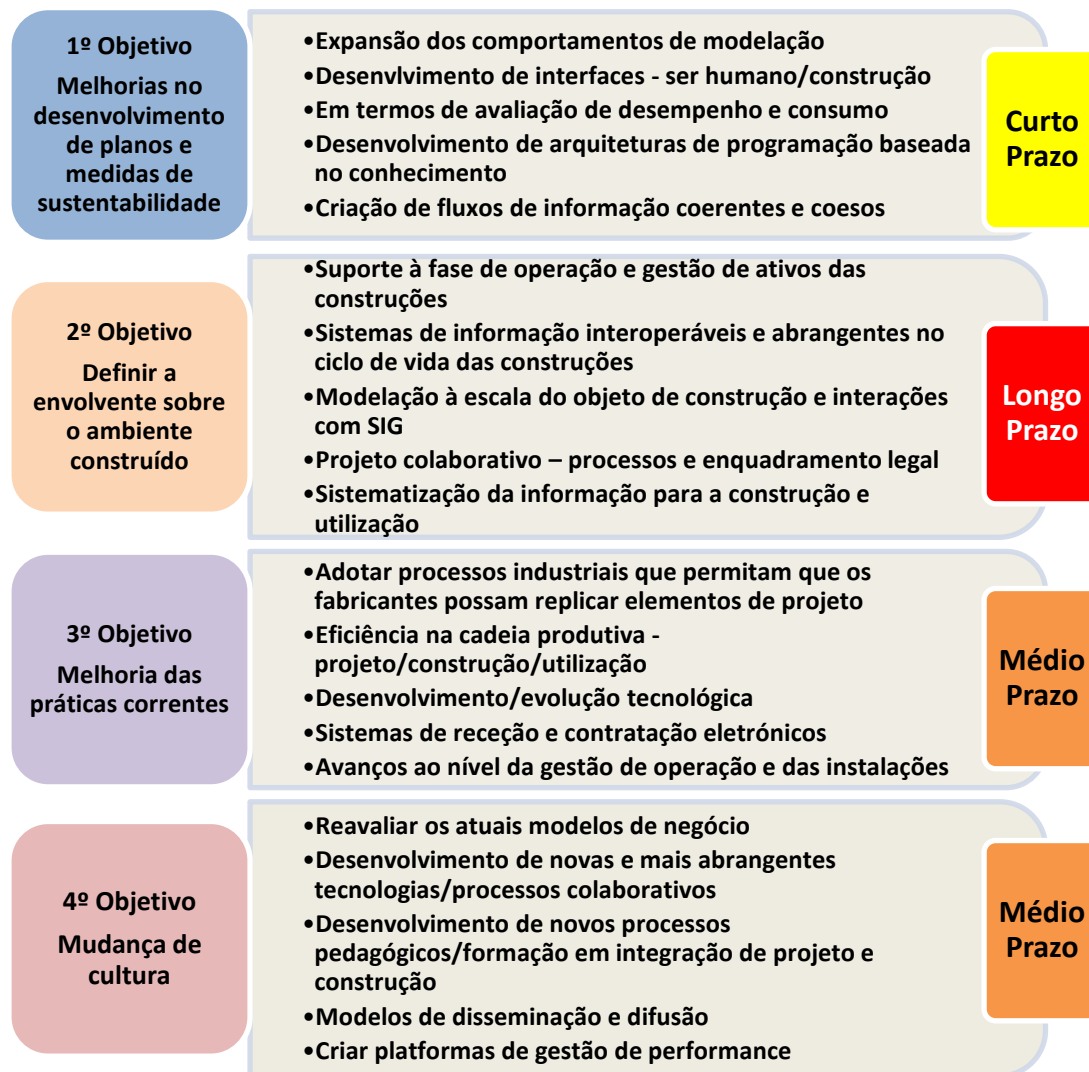 1º Objetivo
Melhorias no
desenvolvimento
de planos e
medidas de
sustentabilidade
•Expansão dos comportamentos de modelação
•Desenvlvimento de interfaces - ser humano/construção
•Em termos de avaliação de desempenho e consumo
•Desenvolvimento de arquiteturas de programação baseada
no conhecimento
•Criação de fluxos de informação coerentes e coesos
Curto
Prazo
2º Objetivo
Definir a
envolvente sobre
o ambiente
construído
•Suporte à fase de operação e gestão de ativos das
construções
•Sistemas de informação interoperáveis e abrangentes no
ciclo de vida das construções
•Modelação à escala do objeto de construção e interações
com SIG
•Projeto colaborativo – processos e enquadramento legal
•Sistematização da informação para a construção e
utilização
Longo
Prazo
3º Objetivo
Melhoria das
práticas correntes
•Adotar processos industriais que permitam que os
fabricantes possam replicar elementos de projeto
•Eficiência na cadeia produtiva -
projeto/construção/utilização
•Desenvolvimento/evolução tecnológica
•Sistemas de receção e contratação eletrónicos
•Avanços ao nível da gestão de operação e das instalações
Médio
Prazo
4º Objetivo
Mudança de
cultura
•Reavaliar os atuais modelos de negócio
•Desenvolvimento de novas e mais abrangentes
tecnologias/processos colaborativos
•Desenvolvimento de novos processos
pedagógicos/formação em integração de projeto e
construção
•Modelos de disseminação e difusão
•Criar platformas de gestão de performance
Médio
Prazo